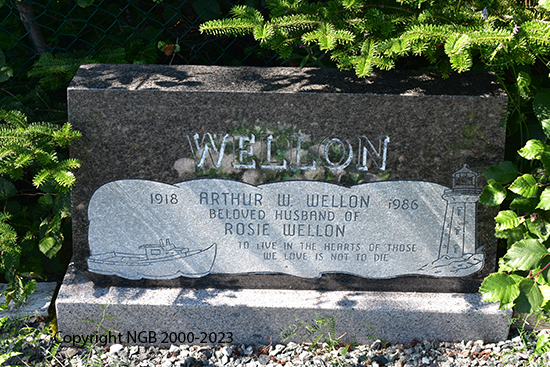 WELLON
1918 ARTHUR W. WELLON 1986
BELOVED HUSBAND OF
ROSIE WELLON
TO LIVE IN THE HEARTS OF THOSE
WE LOVE IS NOT TO DIE
Copyright NGB 2000-2023